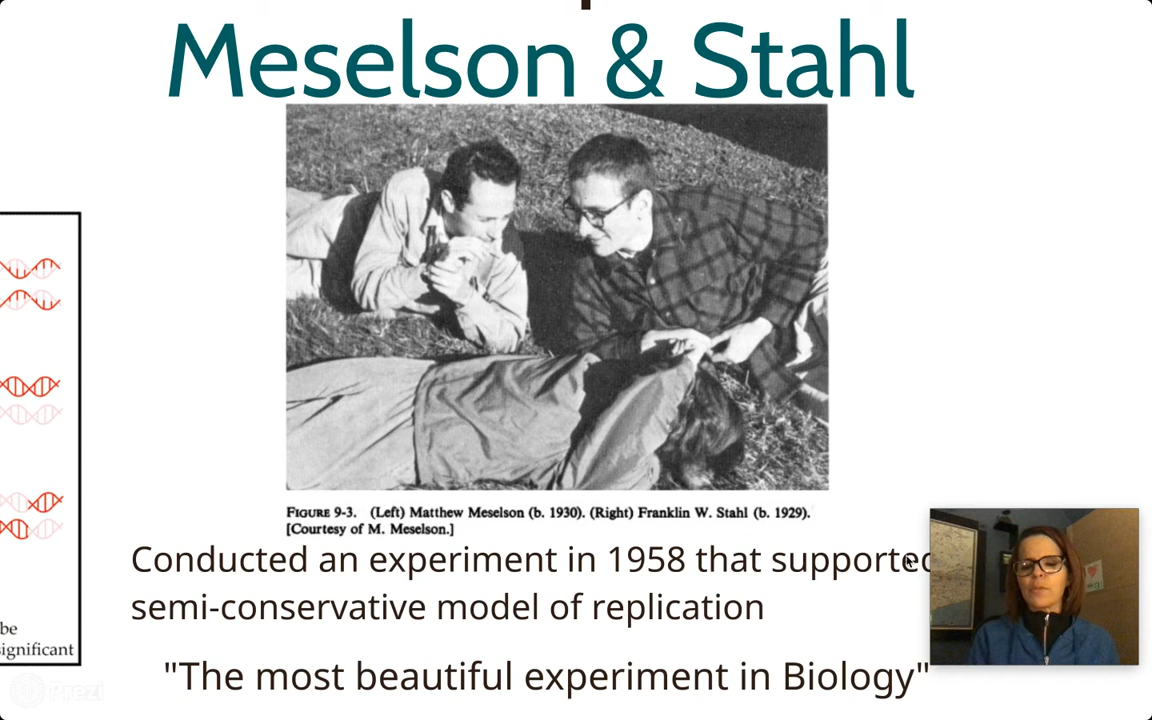 Meselson & Stahl
FIGURE 9-3. (Left) Matthew Meselson (b. 1930). (Right) Franklin W. Stahl (b. 1929).
[Courtesy of M. Meselson.]
Conducted an experiment in 1958 that supported
semi-conservative model of replication
"The most beautiful experiment in Biology"
be
significant
Prezi